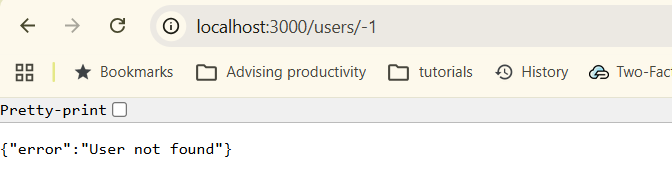 localhost:3000/users/-1
Bookmarks Advising productivity tutorials History Two-Fac
Pretty-print
{"error":"User not found"}